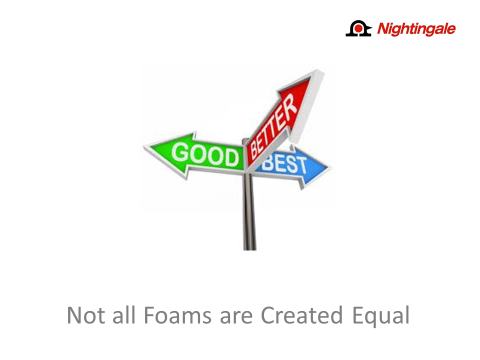 Nightingale
GOOD
BETTER
BEST
Not all Foams are Created Equal